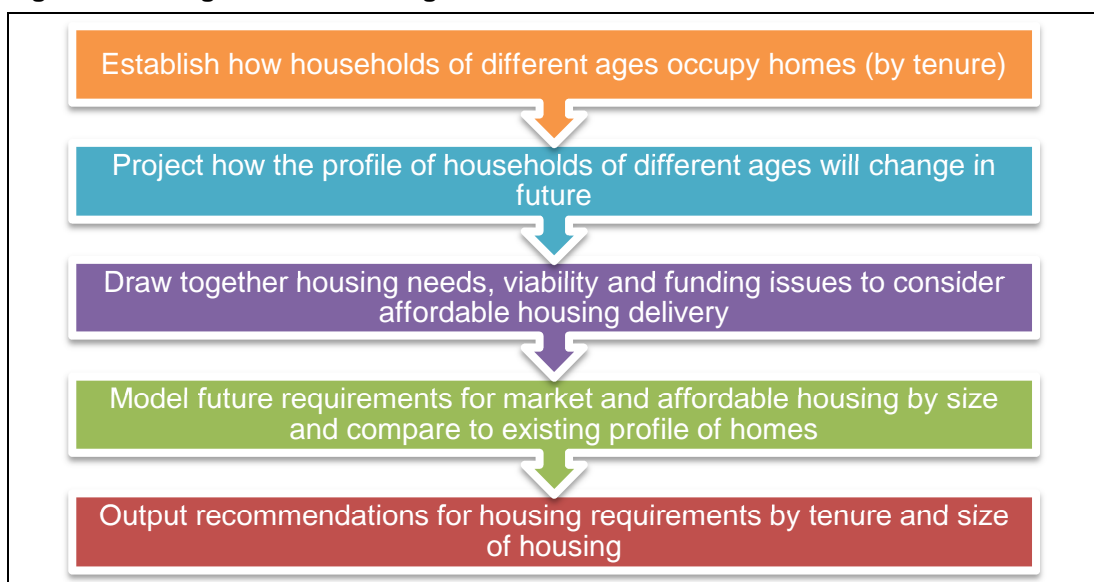 Establish how households of different ages occupy homes (by tenure)
Project how the profile of households of different ages will change in
future
Draw together housing needs, viability and funding issues to consider
affordable housing delivery
Model future requirements for market and affordable housing by size
and compare to existing profile of homes
Output recommendations for housing requirements by tenure and size
of housing